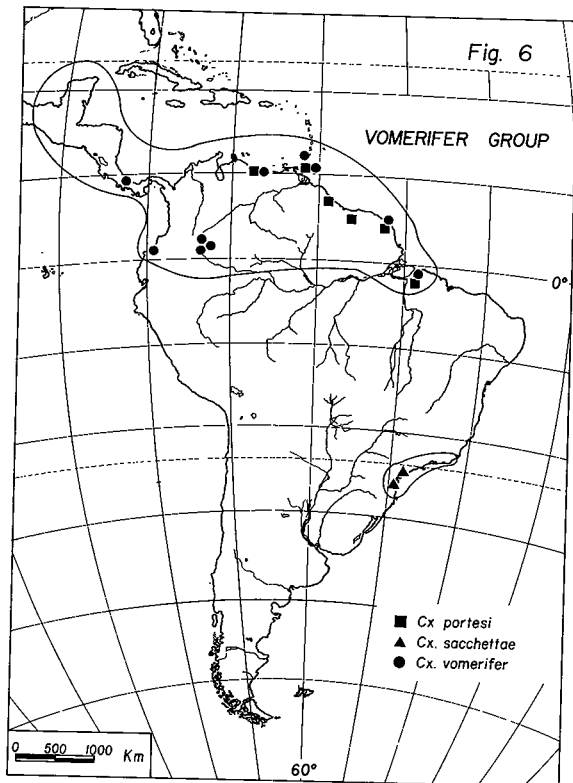 Fig. 6
VOMERIFER GROUP
0°
Cx portesi
Cx. sacchettae
Cx. vomerifer
0 500 1000 Km
60°